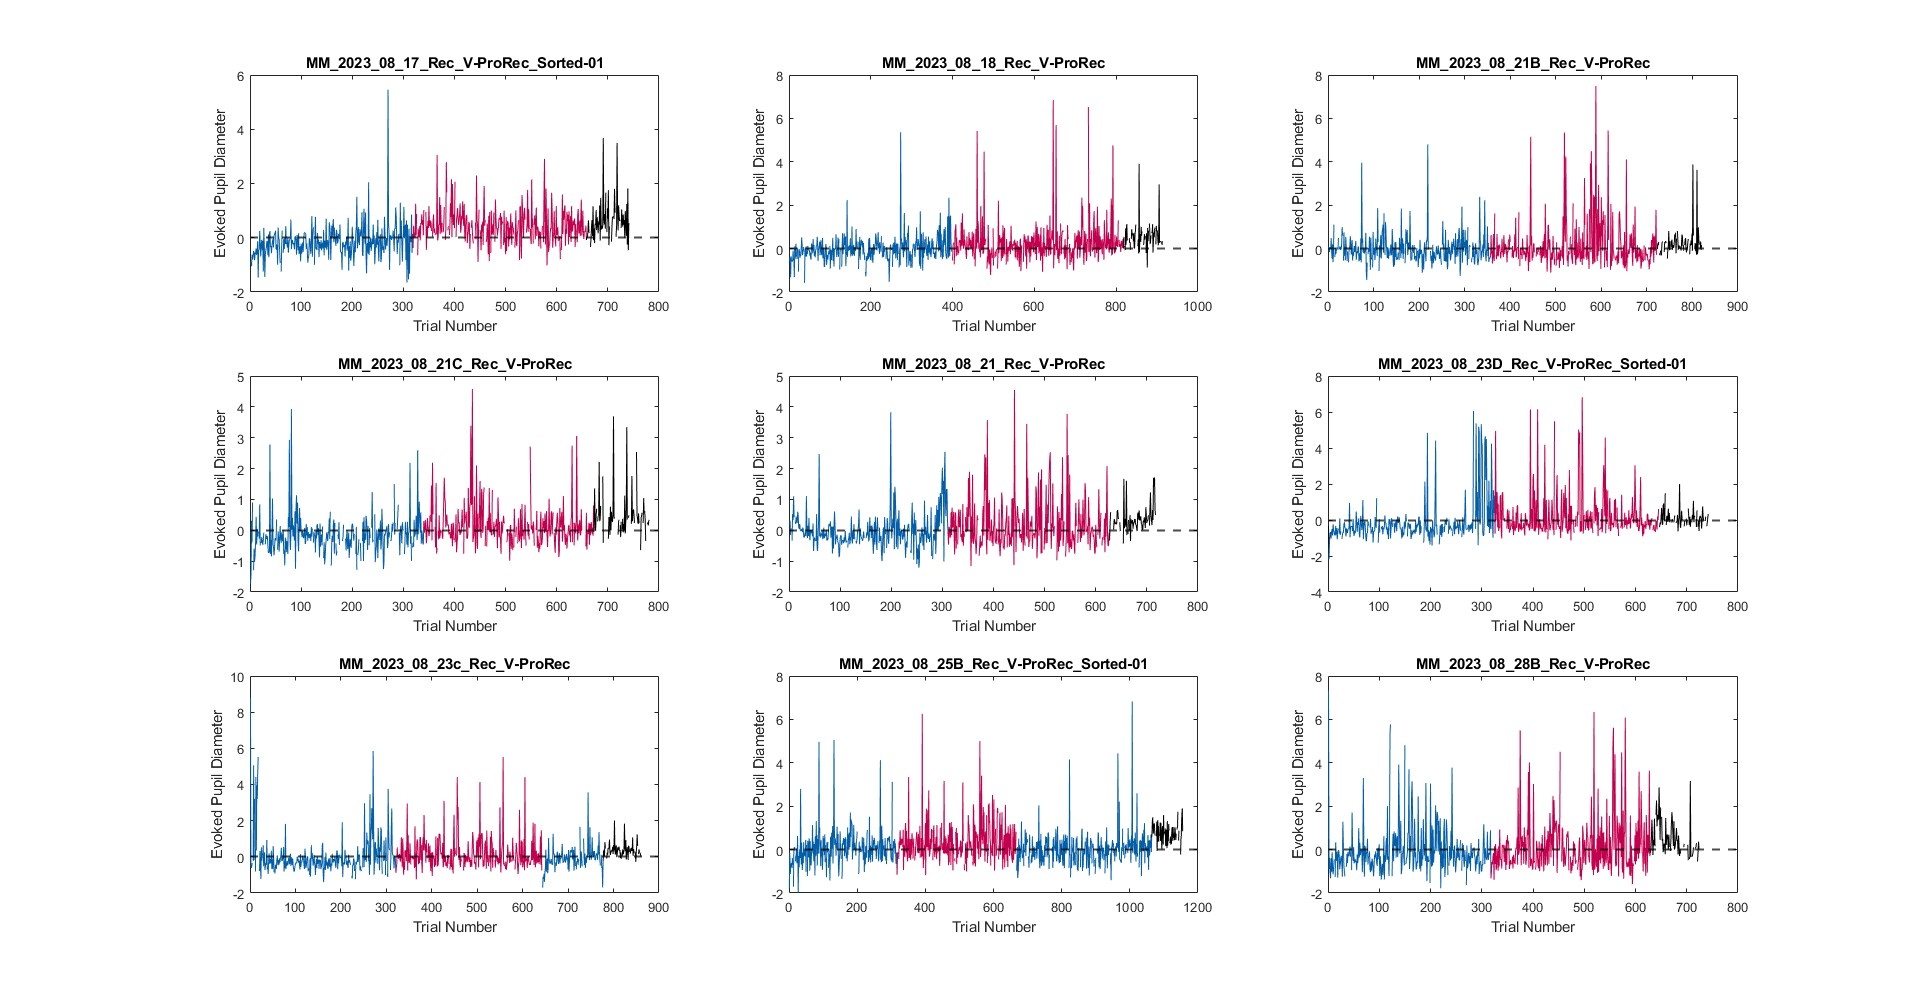 MM_2023_08_17_Rec_V-ProRec_Sorted-01
6
4
2
0
-2
Evoked Pupil Diameter
0 100 200 300 400 500 600 700 800
Trial Number
MM_2023_08_18_Rec_V-ProRec
8
6
4
2
0
-2
Evoked Pupil Diameter
0 200 400 600 800 1000
Trial Number
MM_2023_08_21B_Rec_V-ProRec
8
6
4
2
0
-2
Evoked Pupil Diameter
0 100 200 300 400 500 600 700 800 900
Trial Number
MM_2023_08_21C_Rec_V-ProRec
5
4
3
2
1
0
-1
-2
Evoked Pupil Diameter
0 100 200 300 400 500 600 700 800
Trial Number
MM_2023_08_21_Rec_V-ProRec
5
4
3
2
1
0
-1
-2
Evoked Pupil Diameter
0 100 200 300 400 500 600 700 800
Trial Number
MM_2023_08_23D_Rec_V-ProRec_Sorted-01
8
6
4
2
0
-2
-4
Evoked Pupil Diameter
0 100 200 300 400 500 600 700 800
Trial Number
MM_2023_08_23c_Rec_V-ProRec
10
8
6
4
2
0
-2
Evoked Pupil Diameter
0 100 200 300 400 500 600 700 800 900
Trial Number
MM_2023_08_25B_Rec_V-ProRec_Sorted-01
8
6
4
2
0
-2
Evoked Pupil Diameter
0 200 400 600 800 1000 1200
Trial Number
MM_2023_08_28B_Rec_V-ProRec
8
6
4
2
0
-2
Evoked Pupil Diameter
0 100 200 300 400 500 600 700 800
Trial Number